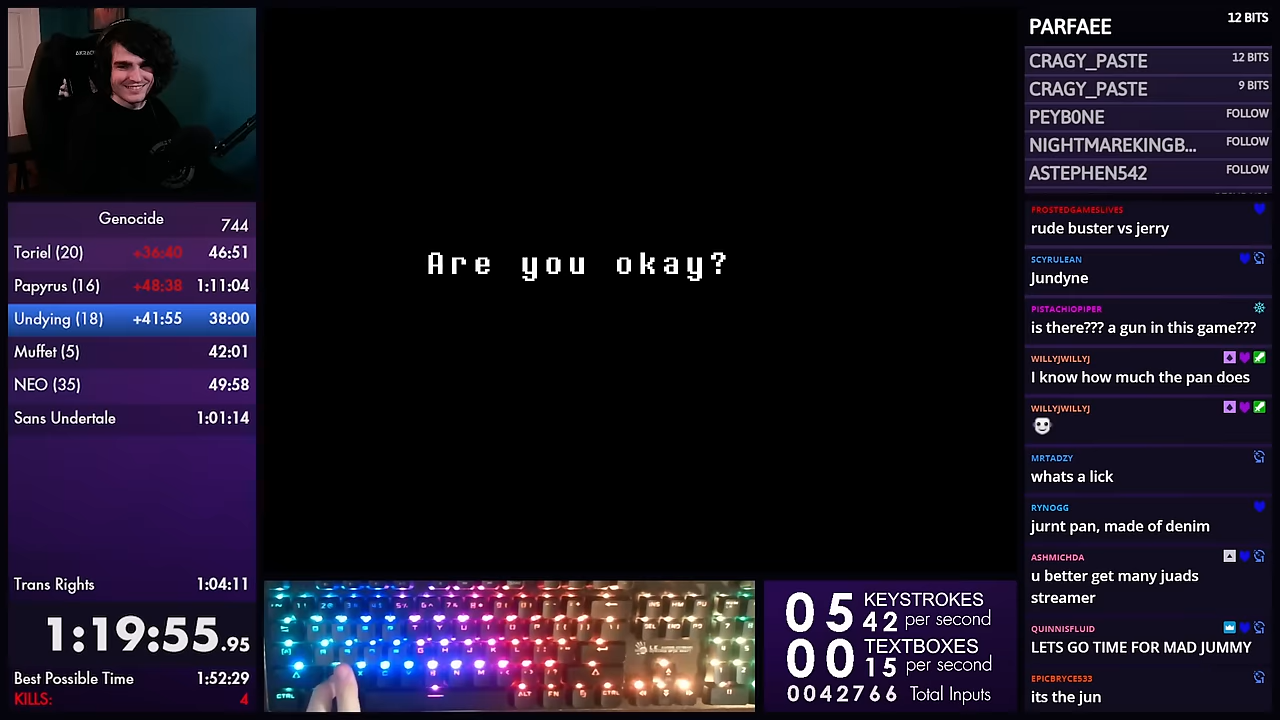 Genocide
744
Toriel (20) +36:40 46:51
Papyrus (16) +48:38 1:11:04
Undying (18) +41:55 38:00
Muffet (5) 42:01
NEO (35) 49:58
Sans Undertale 1:01:14
Trans Rights 1:04:11
1:19:55.95
Best Possible Time 1:52:29
KILLS: 4
Are you okay?
05 42 KEYSTROKES per second
00 15 TEXTBOXES per second
0042766 Total Inputs
PARFAEE 12 BITS
CRAGY_PASTE 12 BITS
CRAGY_PASTE 9 BITS
PEYB0NE FOLLOW
NIGHTMAREKINGB... FOLLOW
ASTEPHEN542 FOLLOW
FROSTEDGAMESLIVES
rude buster vs jerry
SCYRULEAN
Jundyne
PISTACHIOPIPER
is there??? a gun in this game???
WILLYJWILLYJ
I know how much the pan does
WILLYJWILLYJ
MRTADZY
whats a lick
RYNOGG
jurnt pan, made of denim
ASHMICHDA
u better get many juads
streamer
QUINNISFLUID
LETS GO TIME FOR MAD JUMMY
EPICBRYCE533
its the jun